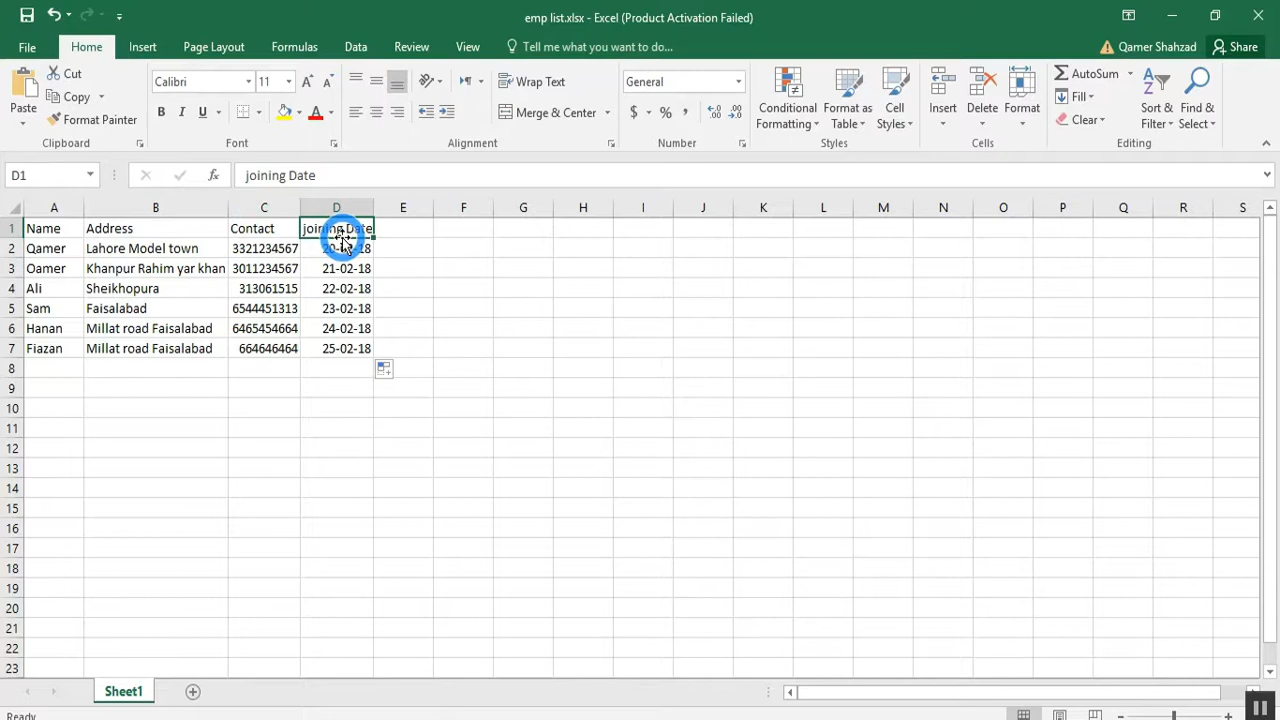 emp list.xlsx - Excel (Product Activation Failed)
File Home Insert Page Layout Formulas Data Review View Tell me what you want to do... Qamer Shahzad Share
Paste Cut Copy Format Painter Clipboard
Calibri 11 B I U A Font
Wrap Text Merge & Center Alignment
General $ % Number
Conditional Formatting Format as Table Cell Styles Styles
Insert Delete Format Cells
AutoSum Fill Clear Sort & Filter Find & Select Editing
D1 fx joining Date
A B C D E F G H I J K L M N O P Q R S
1 Name Address Contact joining Date
2 Qamer Lahore Model town 3321234567
3 Oamer Khanpur Rahim yar khan 3011234567 21-02-18
4 Ali Sheikhopura 313061515 22-02-18
5 Sam Faisalabad 6544451313 23-02-18
6 Hanan Millat road Faisalabad 6465454664 24-02-18
7 Fiazan Millat road Faisalabad 664646464 25-02-18
8
9
10
11
12
13
14
15
16
17
18
19
20
21
22
23
Sheet1
Ready